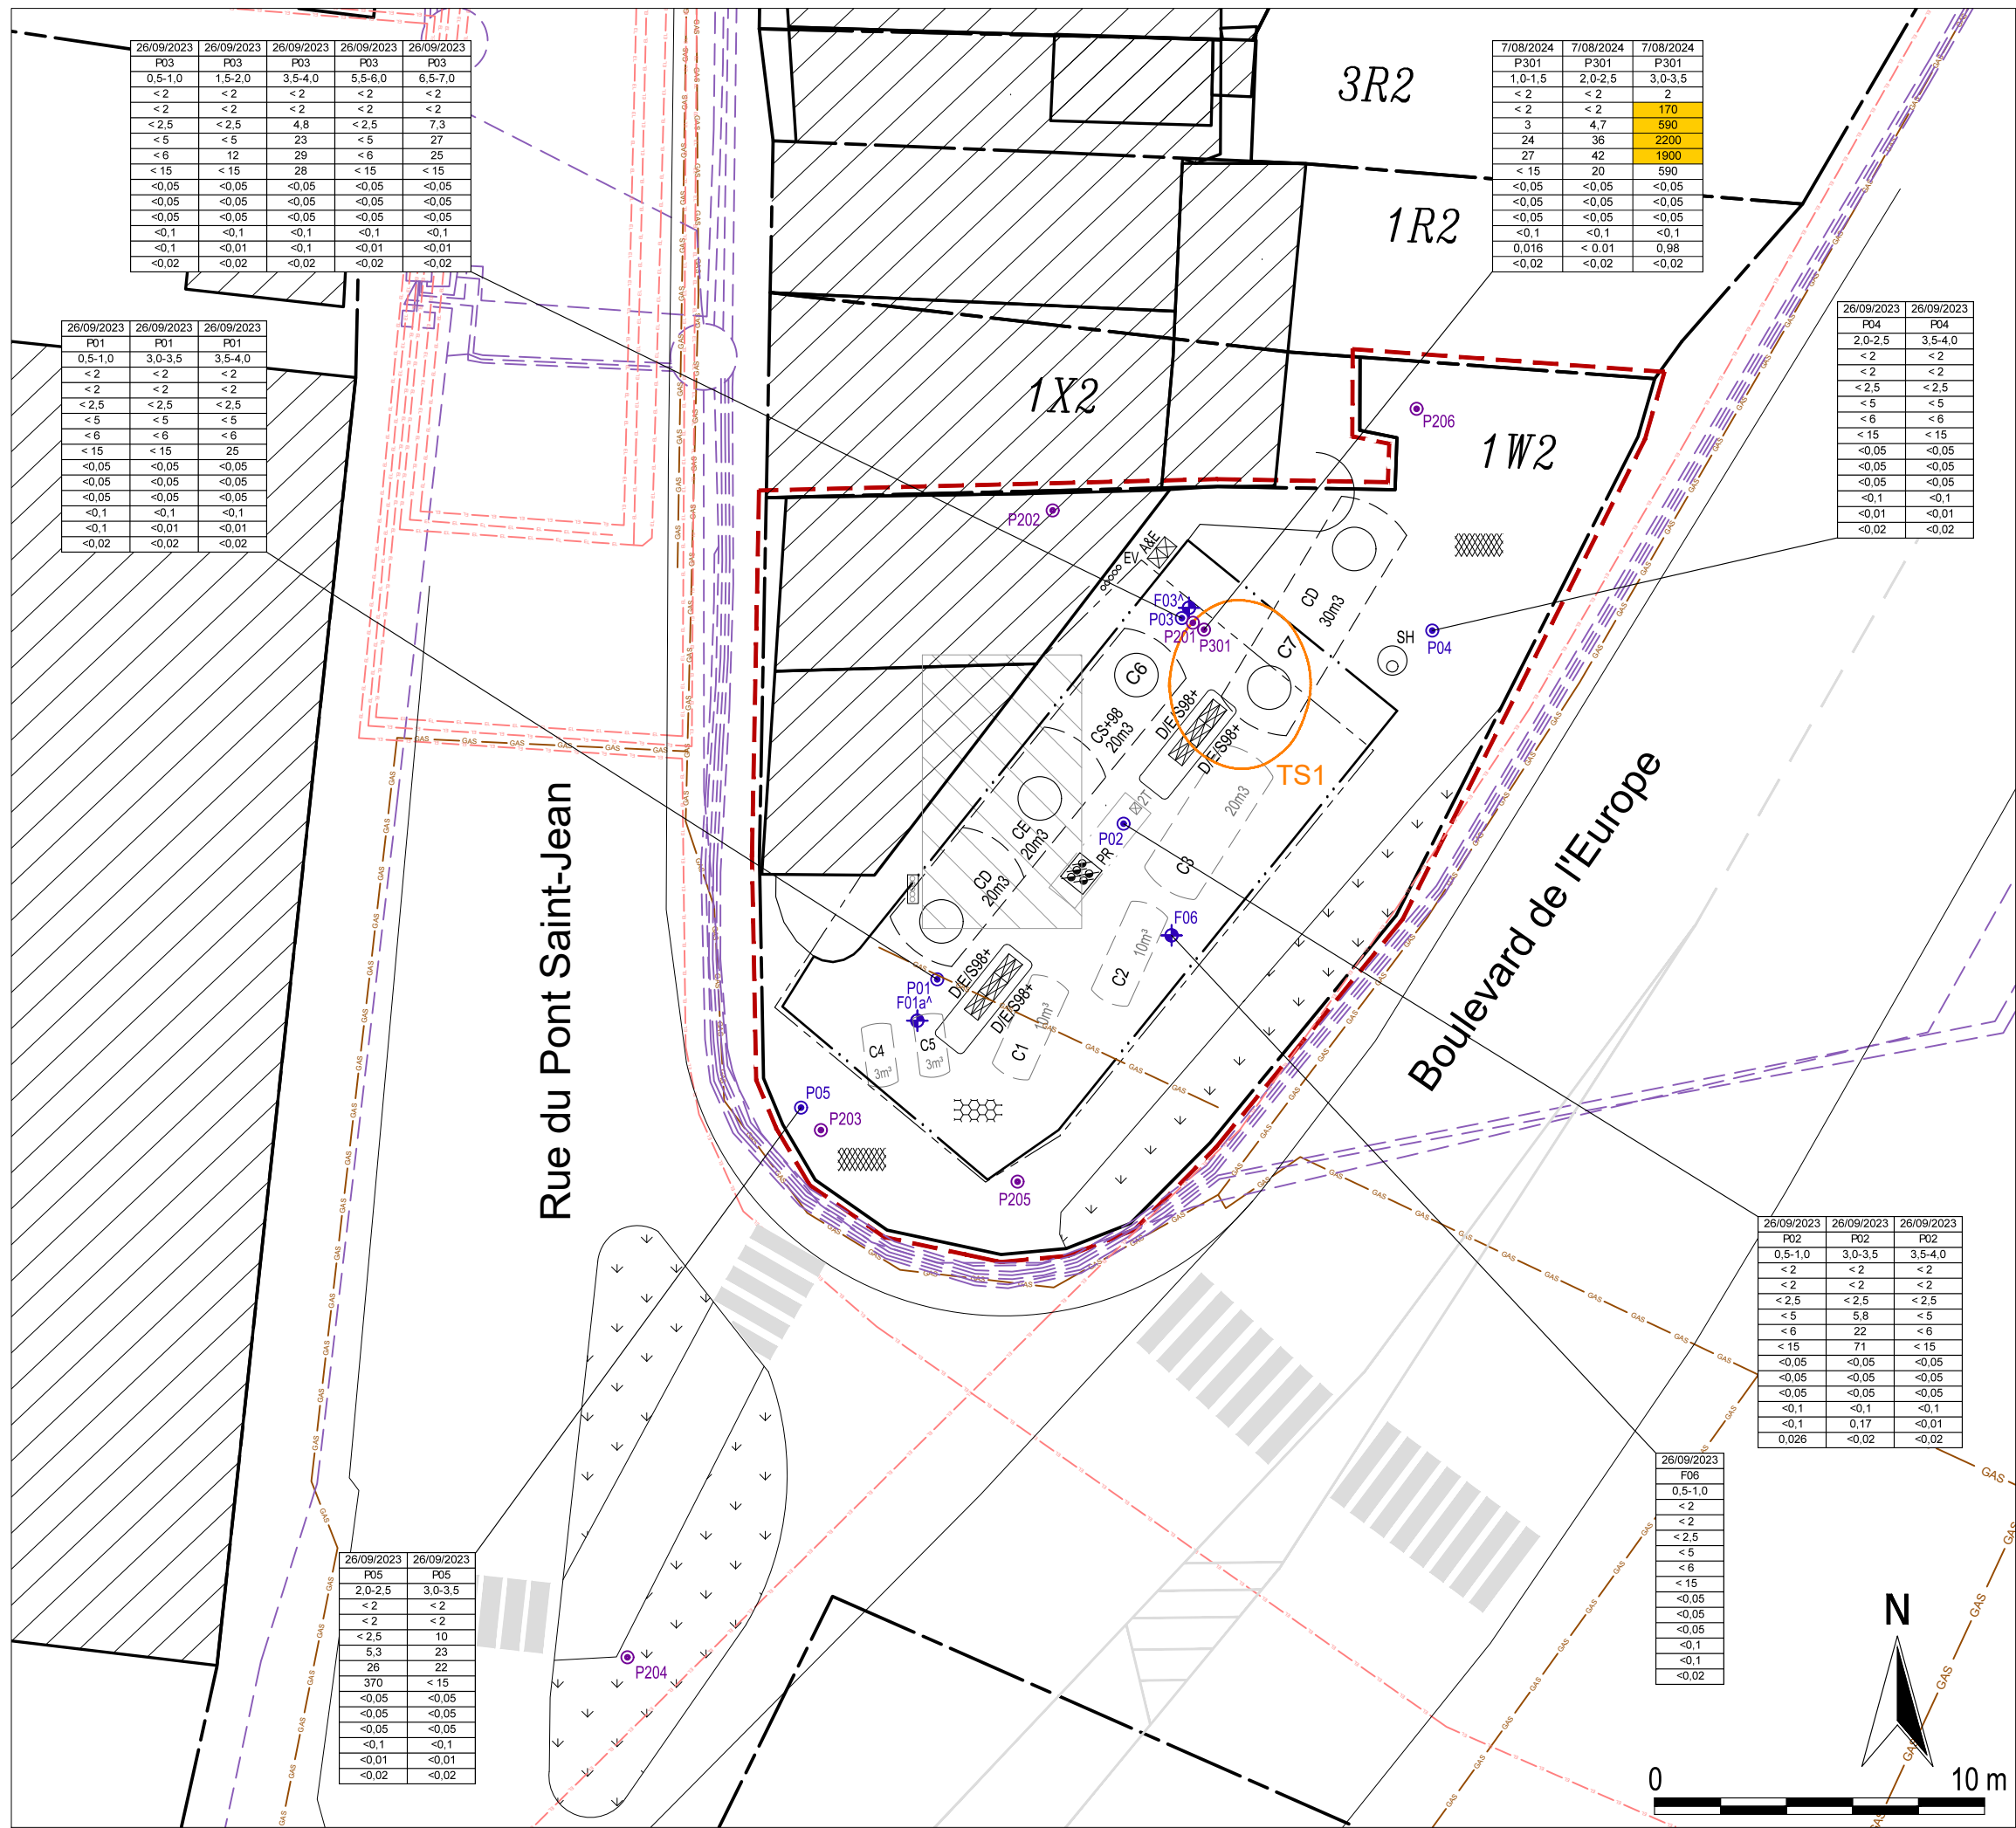 26/09/2023 26/09/2023 26/09/2023 26/09/2023 26/09/2023
P03 P03 P03 P03 P03
0,5-1,0 1,5-2,0 3,5-4,0 5,5-6,0 6,5-7,0
< 2 < 2 < 2 < 2 < 2
< 2 < 2 < 2 < 2 < 2
< 2,5 < 2,5 4,8 < 2,5 7,3
< 5 < 5 23 < 5 27
< 6 12 29 < 6 25
< 15 < 15 28 < 15 < 15
<0,05 <0,05 <0,05 <0,05 <0,05
<0,05 <0,05 <0,05 <0,05 <0,05
<0,05 <0,05 <0,05 <0,05 <0,05
<0,1 <0,1 <0,1 <0,1 <0,1
<0,1 <0,01 <0,1 <0,01 <0,01
<0,02 <0,02 <0,02 <0,02 <0,02
7/08/2024 7/08/2024 7/08/2024
P301 P301 P301
1,0-1,5 2,0-2,5 3,0-3,5
< 2 < 2 2
< 2 < 2 170
3 4,7 590
24 36 2200
27 42 1900
< 15 20 590
<0,05 <0,05 <0,05
<0,05 <0,05 <0,05
<0,05 <0,05 <0,05
<0,1 <0,1 <0,1
0,016 < 0.01 0,98
<0,02 <0,02 <0,02
26/09/2023 26/09/2023 26/09/2023
P01 P01 P01
0,5-1,0 3,0-3,5 3,5-4,0
< 2 < 2 < 2
< 2 < 2 < 2
< 2,5 < 2,5 < 2,5
< 5 < 5 < 5
< 6 < 6 < 6
< 15 < 15 25
<0,05 <0,05 <0,05
<0,05 <0,05 <0,05
<0,05 <0,05 <0,05
<0,1 <0,1 <0,1
<0,1 <0,01 <0,01
<0,02 <0,02 <0,02
26/09/2023 26/09/2023
P04 P04
2,0-2,5 3,5-4,0
< 2 < 2
< 2 < 2
< 2,5 < 2,5
< 5 < 5
< 6 < 6
< 15 < 15
<0,05 <0,05
<0,05 <0,05
<0,05 <0,05
<0,1 <0,1
<0,01 <0,01
<0,02 <0,02
3R2
1R2
1X2
1W2
P206
P202
A&E
EV
F03^
P03
P201
P301
CD
30m3
C7
SH
P04
C6
CS+98
20m3
D/E/S98+
D/E/S98+
TS1
20m3
2T
P02
PR
C3
CE
20m3
CD
20m3
F06
10m³
C2
P01
F01a^
D/E/S98+
D/E/S98+
10m³
C1
C4
3m³
C5
3m³
P05
P203
P205
P204
Rue du Pont Saint-Jean
Boulevard de l'Europe
GAS
GAS
GAS
GAS
GAS
26/09/2023 26/09/2023 26/09/2023
P02 P02 P02
0,5-1,0 3,0-3,5 3,5-4,0
< 2 < 2 < 2
< 2 < 2 < 2
< 2,5 < 2,5 < 2,5
< 5 5,8 < 5
< 6 22 < 6
< 15 71 < 15
<0,05 <0,05 <0,05
<0,05 <0,05 <0,05
<0,05 <0,05 <0,05
<0,1 <0,1 <0,1
<0,1 0,17 <0,01
0,026 <0,02 <0,02
26/09/2023
F06
0,5-1,0
< 2
< 2
< 2,5
< 5
< 6
< 15
<0,05
<0,05
<0,05
<0,1
<0,1
<0,02
26/09/2023 26/09/2023
P05 P05
2,0-2,5 3,0-3,5
< 2 < 2
< 2 < 2
< 2,5 10
5,3 23
26 22
370 < 15
<0,05 <0,05
<0,05 <0,05
<0,05 <0,05
<0,1 <0,1
<0,01 <0,01
<0,02 <0,02
N
0 10 m